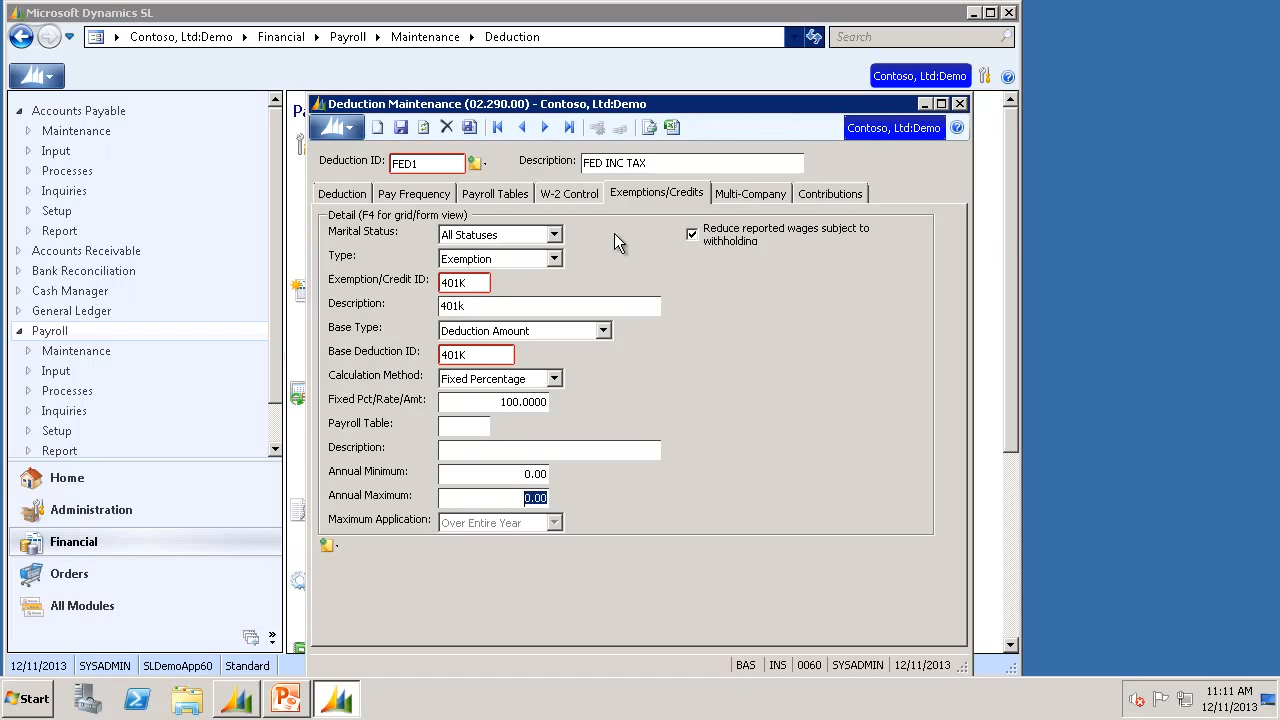 Microsoft Dynamics SL
Contoso, Ltd:Demo
Financial
Payroll
Maintenance
Deduction
Search
Contoso, Ltd:Demo
Accounts Payable
Maintenance
Input
Processes
Inquiries
Setup
Report
Accounts Receivable
Bank Reconciliation
Cash Manager
General Ledger
Payroll
Maintenance
Input
Processes
Inquiries
Setup
Report
Home
Administration
Financial
Orders
All Modules
Deduction Maintenance (02.290.00) - Contoso, Ltd:Demo
Contoso, Ltd:Demo
Deduction ID: FED1
Description: FED INC TAX
Deduction
Pay Frequency
Payroll Tables
W-2 Control
Exemptions/Credits
Multi-Company
Contributions
Detail (F4 for grid/form view)
Marital Status: All Statuses
Reduce reported wages subject to
withholding
Type: Exemption
Exemption/Credit ID: 401K
Description: 401k
Base Type: Deduction Amount
Base Deduction ID: 401K
Calculation Method: Fixed Percentage
Fixed Pct/Rate/Amt: 100.0000
Payroll Table:
Description:
Annual Minimum: 0.00
Annual Maximum: 0.00
Maximum Application: Over Entire Year
BAS INS 0060 SYSADMIN 12/11/2013
12/11/2013 SYSADMIN SLDemoApp60 Standard
Start
11:11 AM
12/11/2013